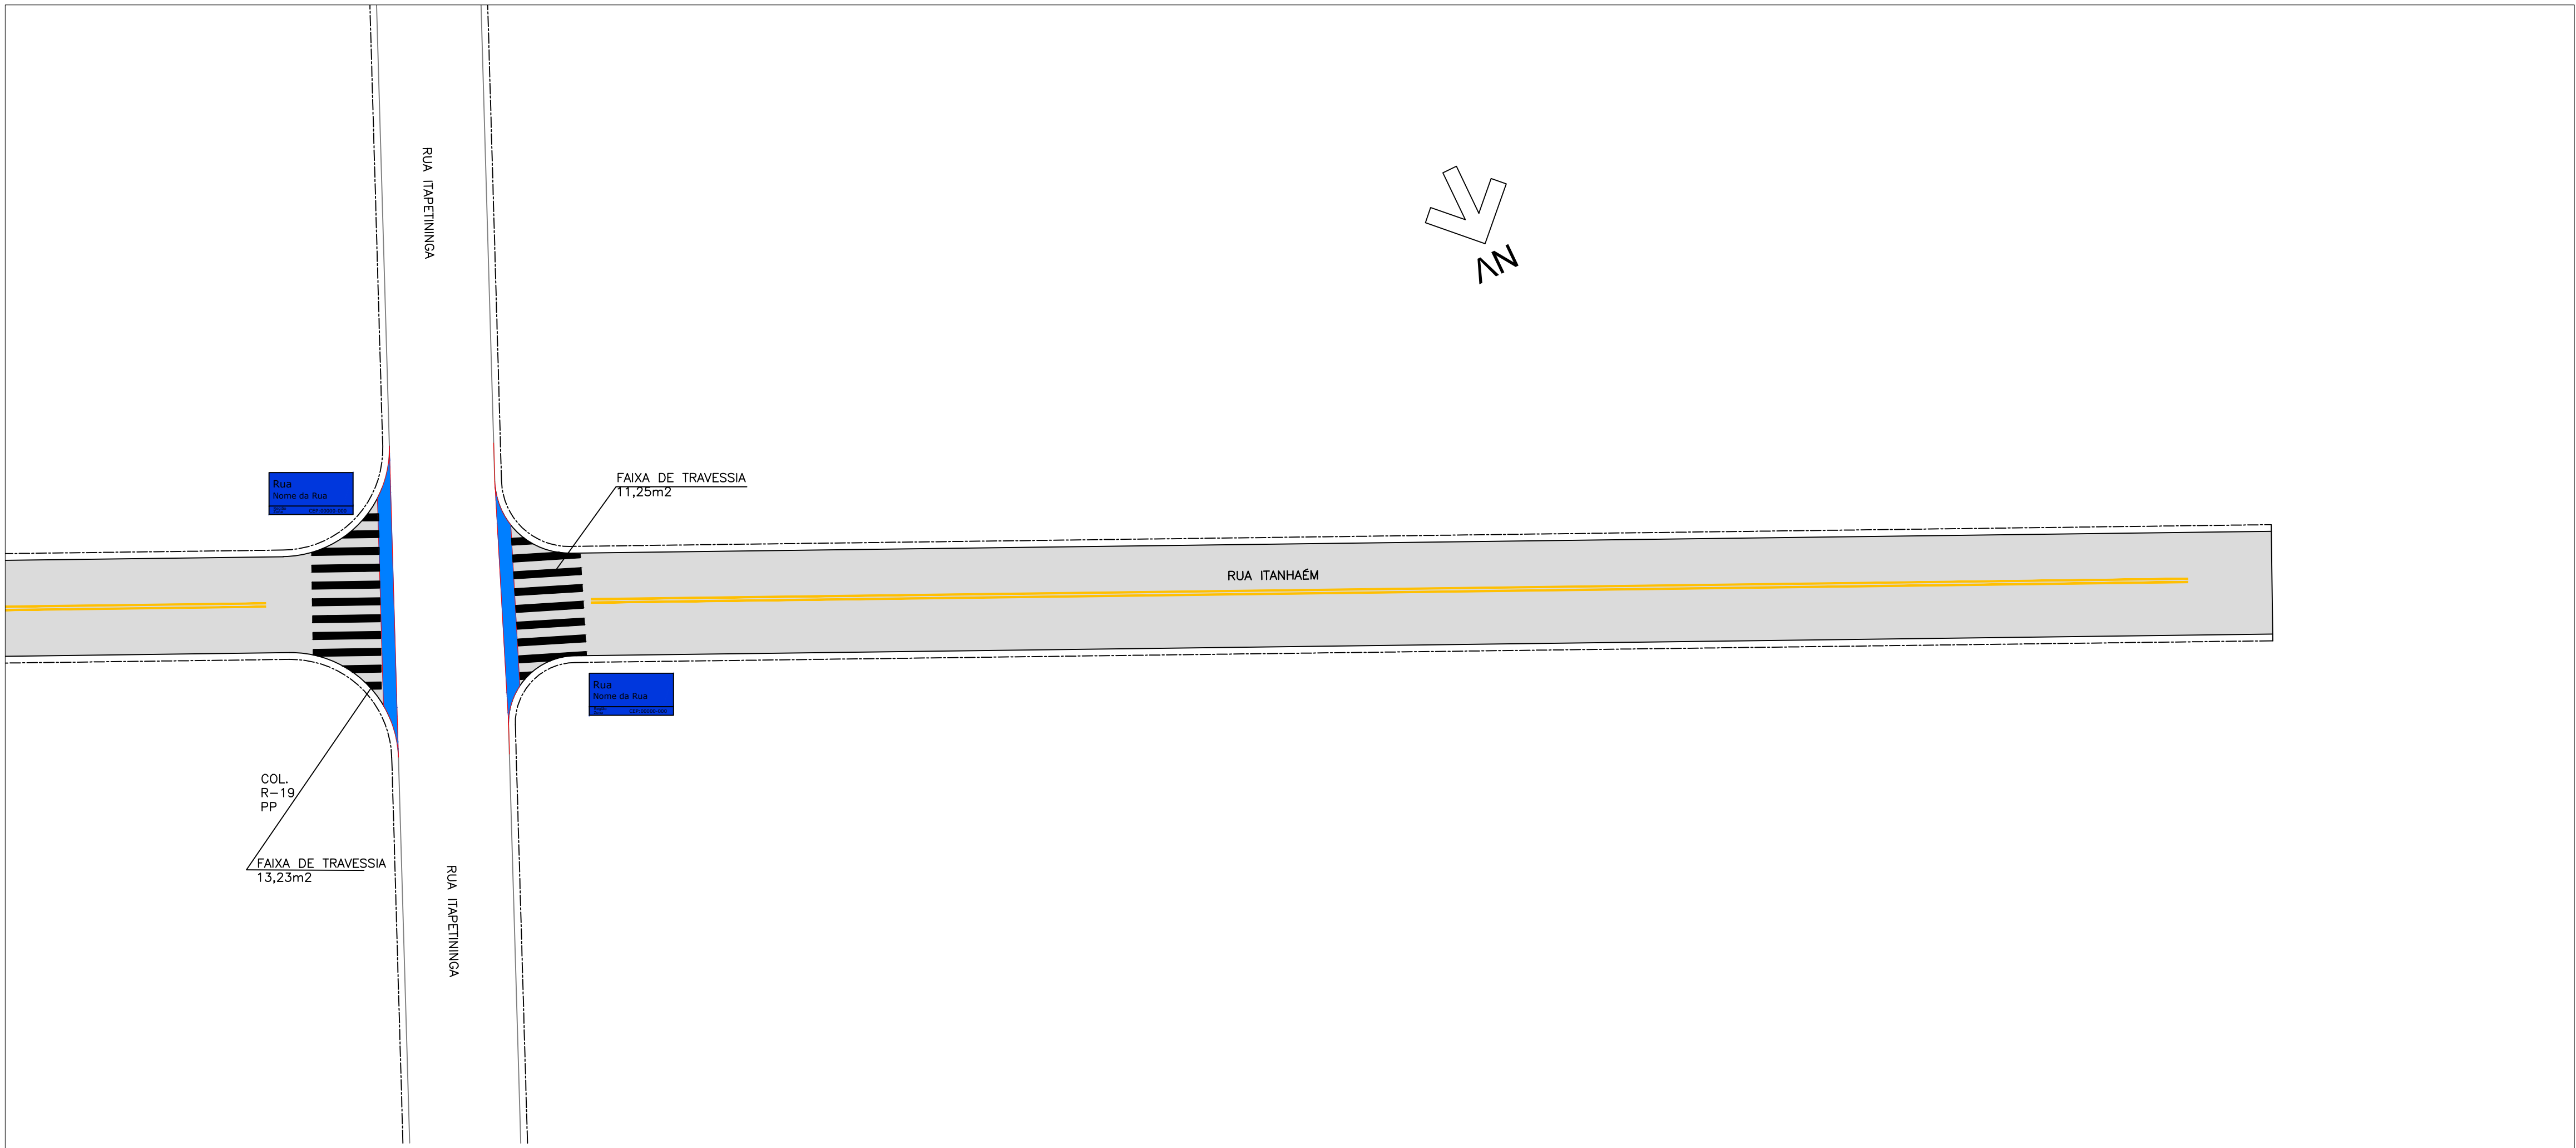 RUA ITAPETININGA
NV
Rua
Nome da Rua
FAIXA DE TRAVESSIA
11,25m2
RUA ITANHAÉM
Rua
Nome da Rua
COL.
R-19
PP
FAIXA DE TRAVESSIA
13,23m2
RUA ITAPETININGA